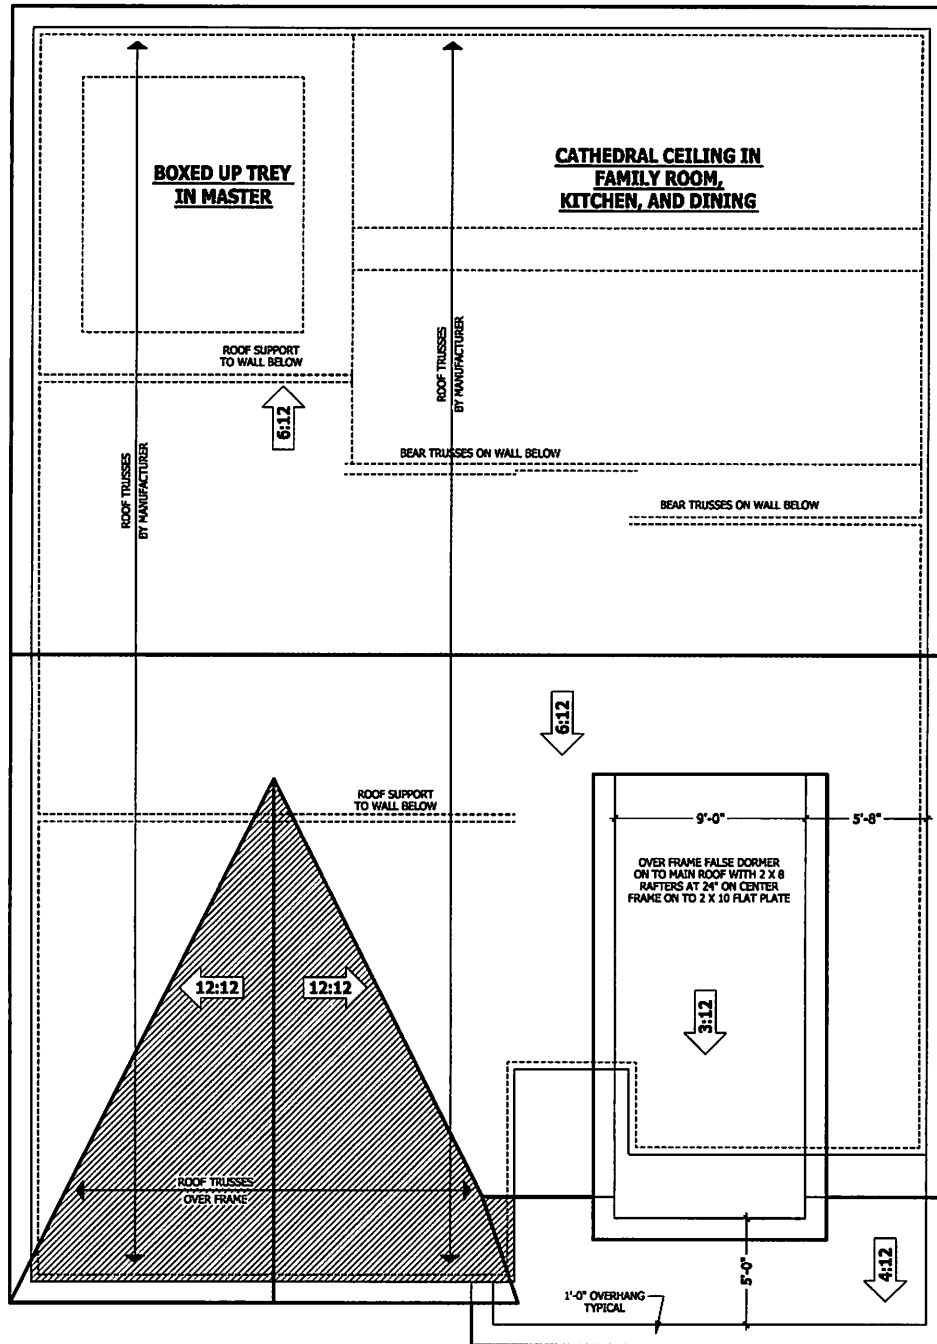 BOXED UP TREY
IN MASTER
CATHEDRAL CEILING IN
FAMILY ROOM,
KITCHEN, AND DINING
ROOF SUPPORT
TO WALL BELOW
ROOF TRUSSES
BY MANUFACTURER
6:12
ROOF TRUSSES
BY MANUFACTURER
BEAR TRUSSES ON WALL BELOW
BEAR TRUSSES ON WALL BELOW
6:12
ROOF SUPPORT
TO WALL BELOW
9'-0"
5'-8"
OVER FRAME FALSE DORMER
ON TO MAIN ROOF WITH 2 X 8
RAFTERS AT 24" ON CENTER
FRAME ON TO 2 X 10 FLAT PLATE
12:12
12:12
3:12
ROOF TRUSSES
OVER FRAME
5'-0"
4:12
1'-0" OVERHANG
TYPICAL